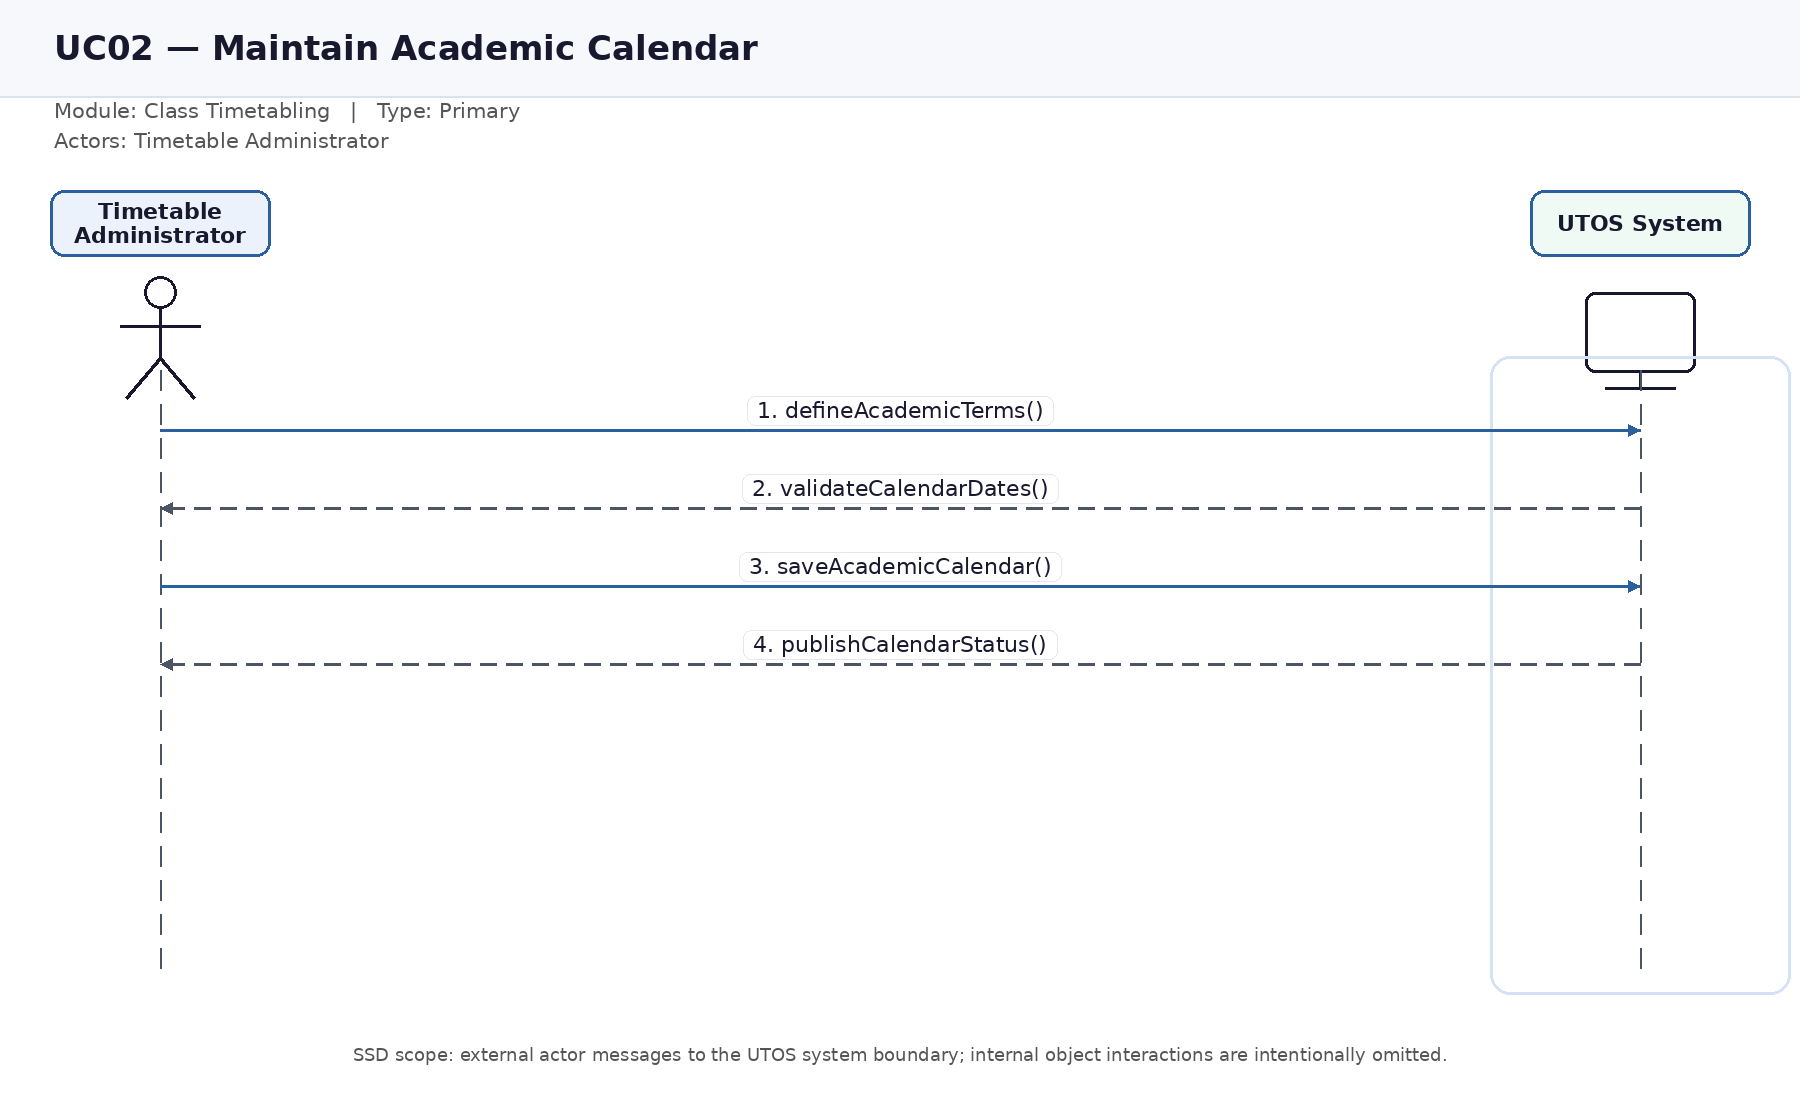 UC02 — Maintain Academic Calendar
Module: Class Timetabling | Type: Primary
Actors: Timetable Administrator
Timetable
Administrator
UTOS System
1. defineAcademicTerms()
2. validateCalendarDates()
3. saveAcademicCalendar()
4. publishCalendarStatus()
SSD scope: external actor messages to the UTOS system boundary; internal object interactions are intentionally omitted.